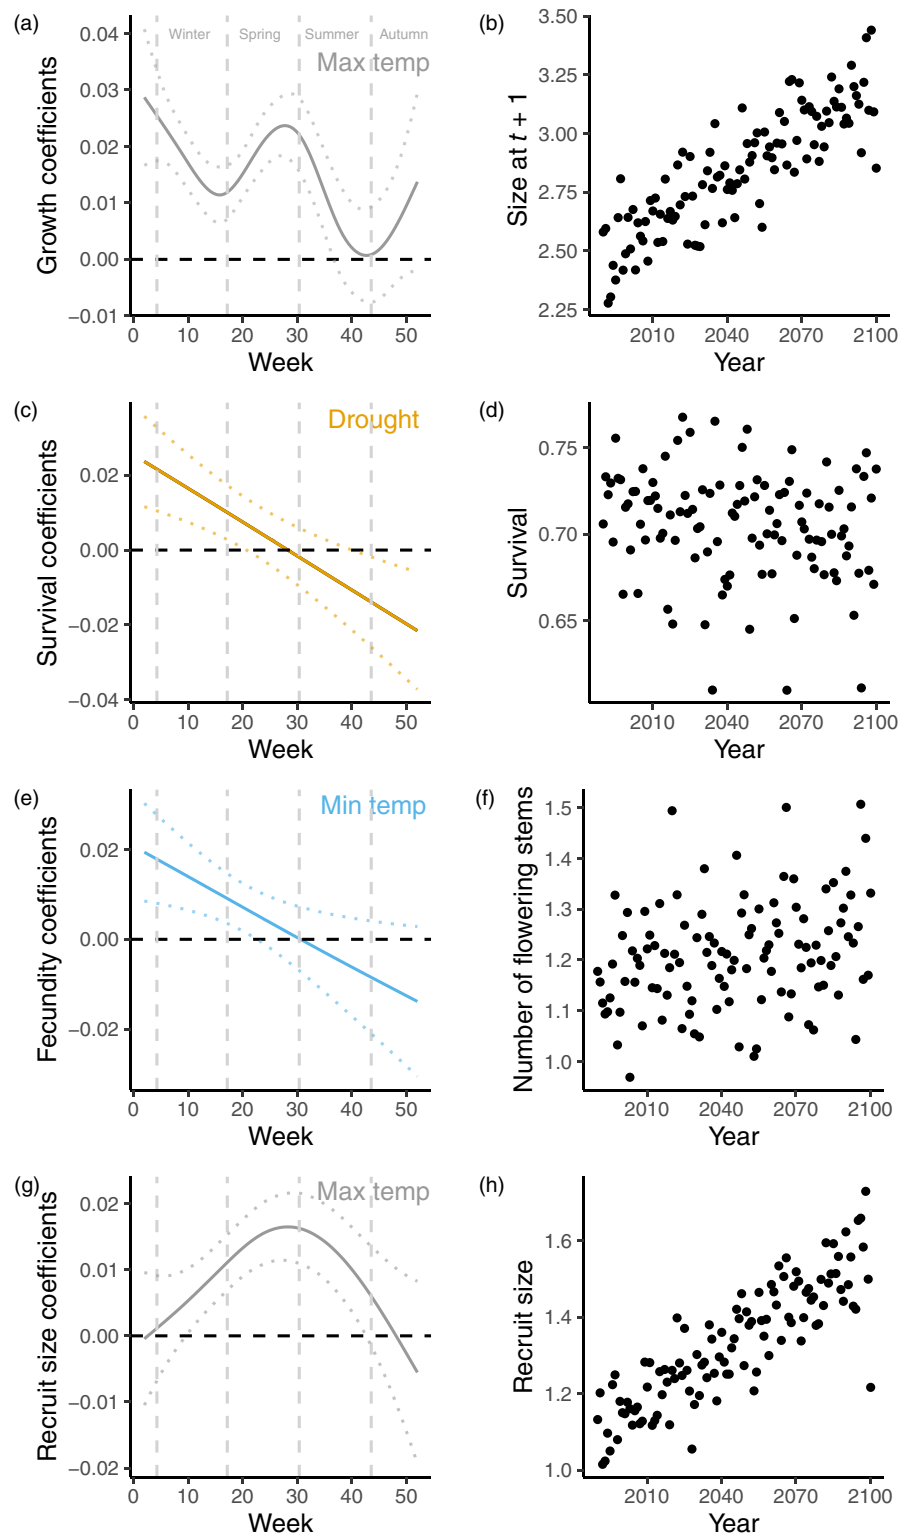 (a)
Winter
Spring
Summer
Autumn
Max temp
0.04
0.03
0.02
0.01
0.00
−0.01
Growth coefficients
0 10 20 30 40 50
Week
(b)
3.50
3.25
3.00
2.75
2.50
2.25
Size at t + 1
2010 2040 2070 2100
Year
(c)
Drought
0.02
0.00
−0.02
−0.04
Survival coefficients
0 10 20 30 40 50
Week
(d)
0.75
0.70
0.65
Survival
2010 2040 2070 2100
Year
(e)
Min temp
0.02
0.00
−0.02
Fecundity coefficients
0 10 20 30 40 50
Week
(f)
1.5
1.4
1.3
1.2
1.1
1.0
Number of flowering stems
2010 2040 2070 2100
Year
(g)
Max temp
0.02
0.01
0.00
−0.01
−0.02
Recruit size coefficients
0 10 20 30 40 50
Week
(h)
1.6
1.4
1.2
1.0
Recruit size
2010 2040 2070 2100
Year